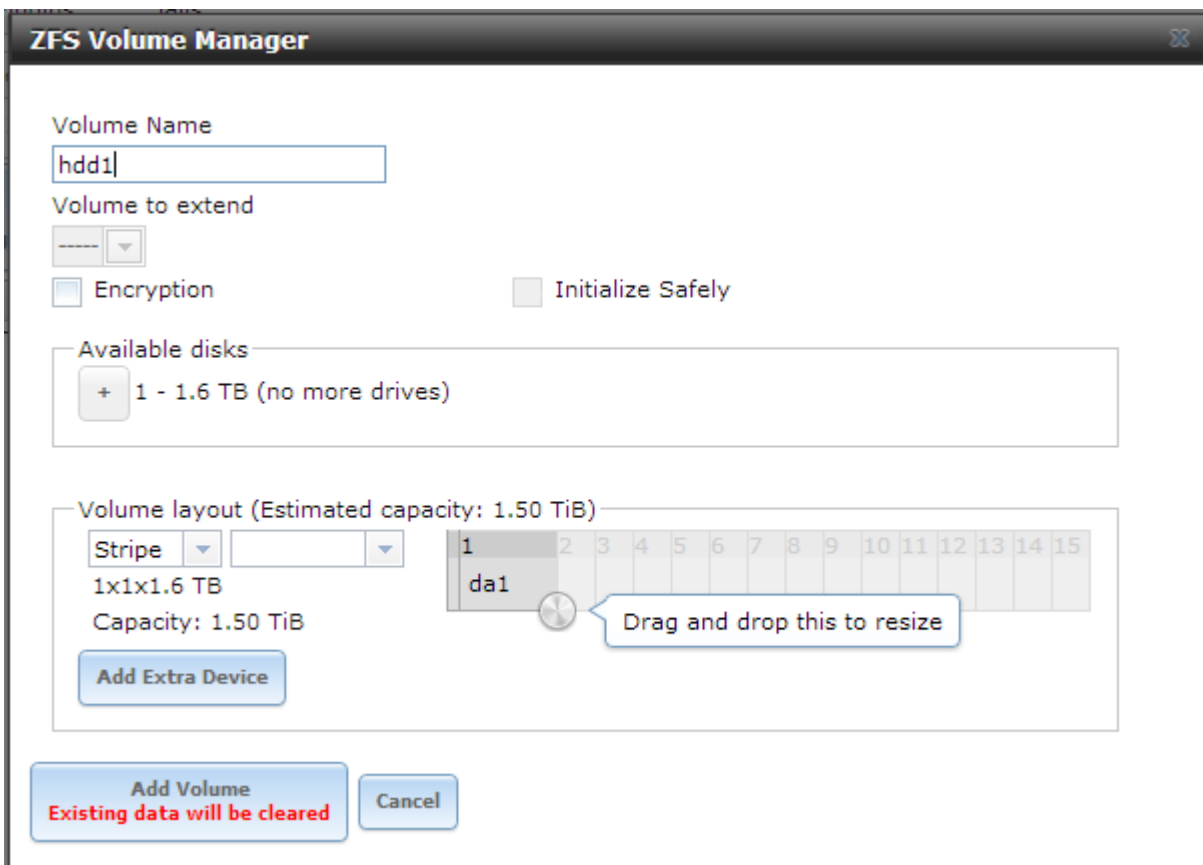 ZFS Volume Manager
Volume Name
hdd1
Volume to extend
-----
Encryption Initialize Safely
Available disks
+ 1 - 1.6 TB (no more drives)
Volume layout (Estimated capacity: 1.50 TiB)
Stripe 1 2 3 4 5 6 7 8 9 10 11 12 13 14 15
1x1x1.6 TB da1
Capacity: 1.50 TiB Drag and drop this to resize
Add Extra Device
Add Volume
Existing data will be cleared
Cancel